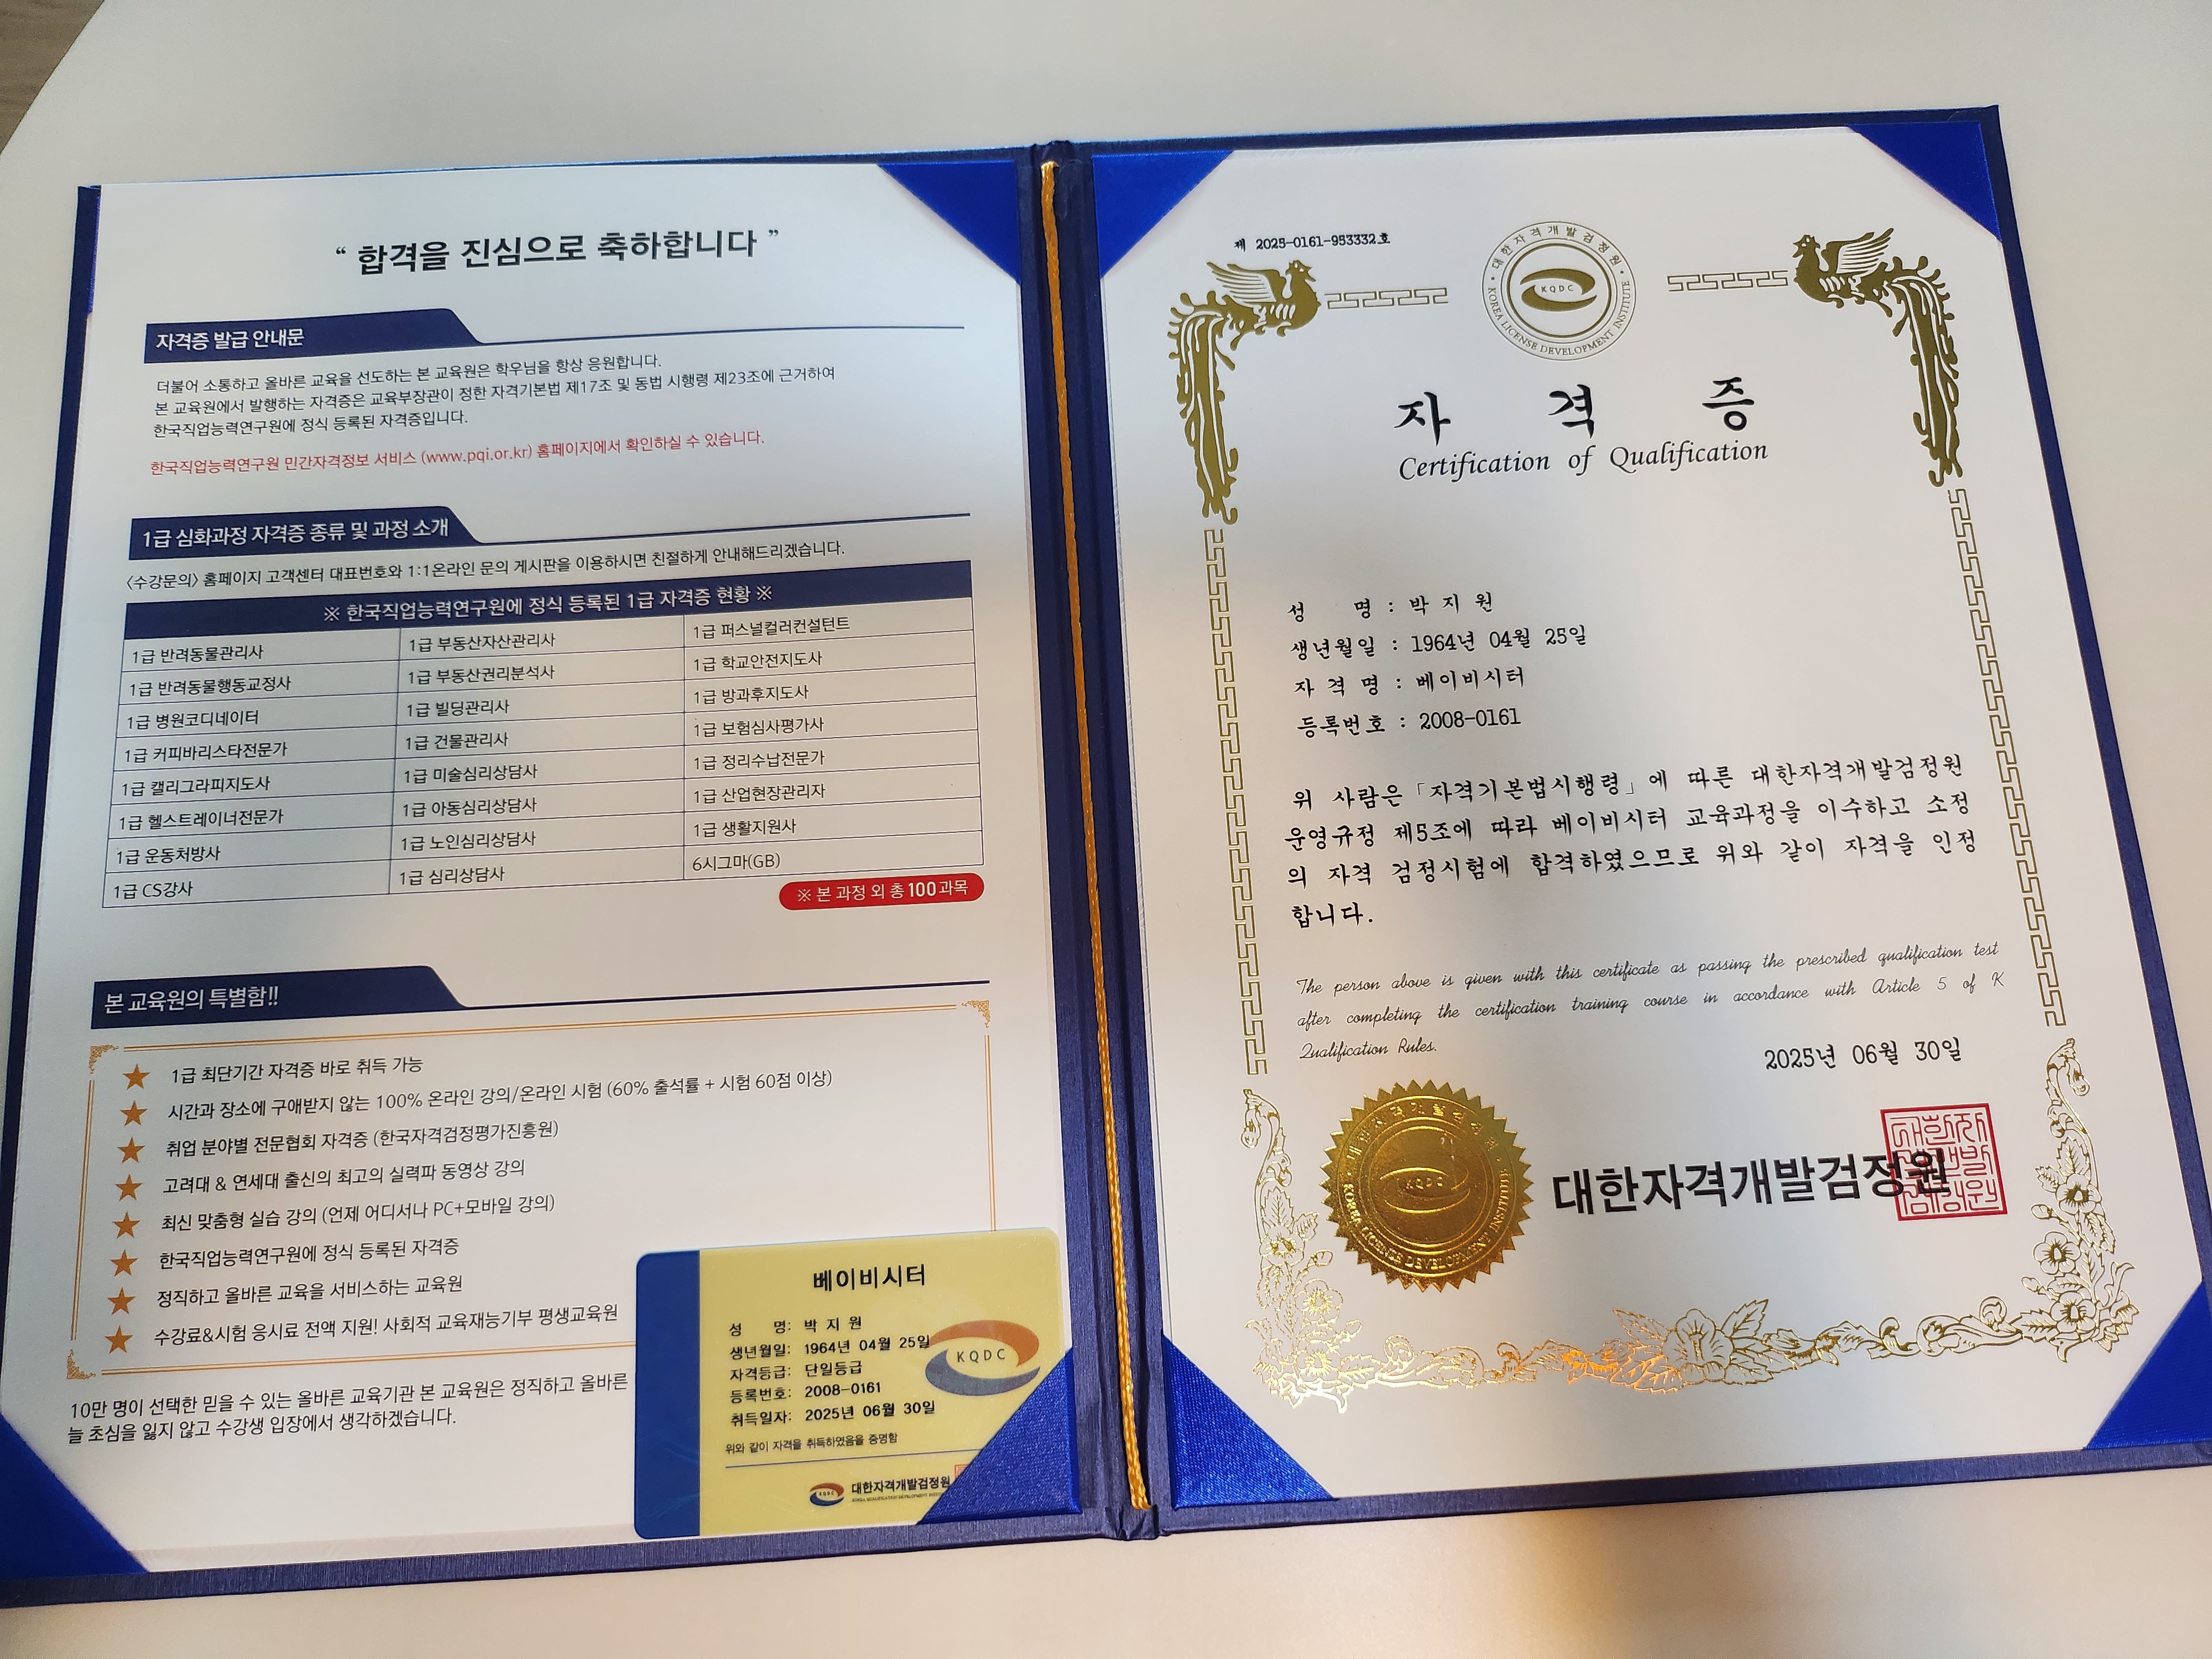 “ 합격을 진심으로 축하합니다 ”
자격증 발급 안내문
더불어 소통하고 올바른 교육을 선도하는 본 교육원은 학우님을 항상 응원합니다.
본 교육원에서 발행하는 자격증은 교육부장관이 정한 자격기본법 제17조 및 동법 시행령 제23조에 근거하여
한국직업능력연구원에 정식 등록된 자격증입니다.
한국직업능력연구원 민간자격정보 서비스 (www.pqi.or.kr) 홈페이지에서 확인하실 수 있습니다.
1급 심화과정 자격증 종류 및 과정 소개
<수강문의> 홈페이지 고객센터 대표번호와 1:1온라인 문의 게시판을 이용하시면 친절하게 안내해드리겠습니다.
※ 한국직업능력연구원에 정식 등록된 1급 자격증 현황 ※
1급 반려동물관리사 1급 부동산자산관리사 1급 퍼스널컬러컨설턴트
1급 반려동물행동교정사 1급 부동산권리분석사 1급 학교안전지도사
1급 병원코디네이터 1급 빌딩관리사 1급 방과후지도사
1급 커피바리스타전문가 1급 건물관리사 1급 보험심사평가사
1급 캘리그라피지도사 1급 미술심리상담사 1급 정리수납전문가
1급 헬스트레이너전문가 1급 아동심리상담사 1급 산업현장관리자
1급 운동처방사 1급 노인심리상담사 1급 생활지원사
1급 CS강사 1급 심리상담사 6시그마(GB)
※ 본 과정 외 총 100과목
본 교육원의 특별함!!
1급 최단기간 자격증 바로 취득 가능
시간과 장소에 구애받지 않는 100% 온라인 강의/온라인 시험 (60% 출석률 + 시험 60점 이상)
취업 분야별 전문협회 자격증 (한국자격검정평가진흥원)
고려대 & 연세대 출신의 최고의 실력파 동영상 강의
최신 맞춤형 실습 강의 (언제 어디서나 PC+모바일 강의)
한국직업능력연구원에 정식 등록된 자격증
정직하고 올바른 교육을 서비스하는 교육원
수강료&시험 응시료 전액 지원! 사회적 교육재능기부 평생교육원
10만 명이 선택한 믿을 수 있는 올바른 교육기관 본 교육원은 정직하고 올바른
늘 초심을 잃지 않고 수강생 입장에서 생각하겠습니다.
베이비시터
성 명: 박 지 원
생년월일: 1964년 04월 25일
자격등급: 단일등급
등록번호: 2008-0161
취득일자: 2025년 06월 30일
KQDC
위와 같이 자격을 취득하였음을 증명함
KQDC 대한자격개발검정원
제 2025-0161-953332호
대한자격개발검정원
KQDC
KOREA LICENSE DEVELOPMENT INSTITUTE
자 격 증
Certification of Qualification
성 명 : 박 지 원
생년월일 : 1964년 04월 25일
자 격 명 : 베이비시터
등록번호 : 2008-0161
위 사람은 「자격기본법시행령」에 따른 대한자격개발검정원
운영규정 제5조에 따라 베이비시터 교육과정을 이수하고 소정
의 자격 검정시험에 합격하였으므로 위와 같이 자격을 인정
합니다.
The person above is given with this certificate as passing the prescribed qualification test
after completing the certification training course in accordance with Article 5 of K
Qualification Rules.
2025년 06월 30일
대한자격개발검정원
KQDC
KOREA LICENCE DEVELOPMENT INSTITUTE
대한자격개발검정원